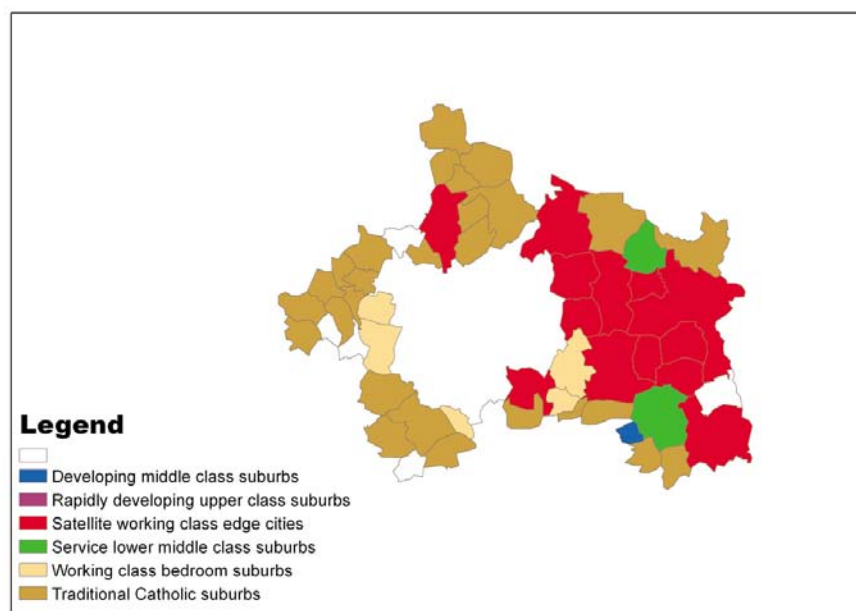 Legend
Developing middle class suburbs
Rapidly developing upper class suburbs
Satellite working class edge cities
Service lower middle class suburbs
Working class bedroom suburbs
Traditional Catholic suburbs